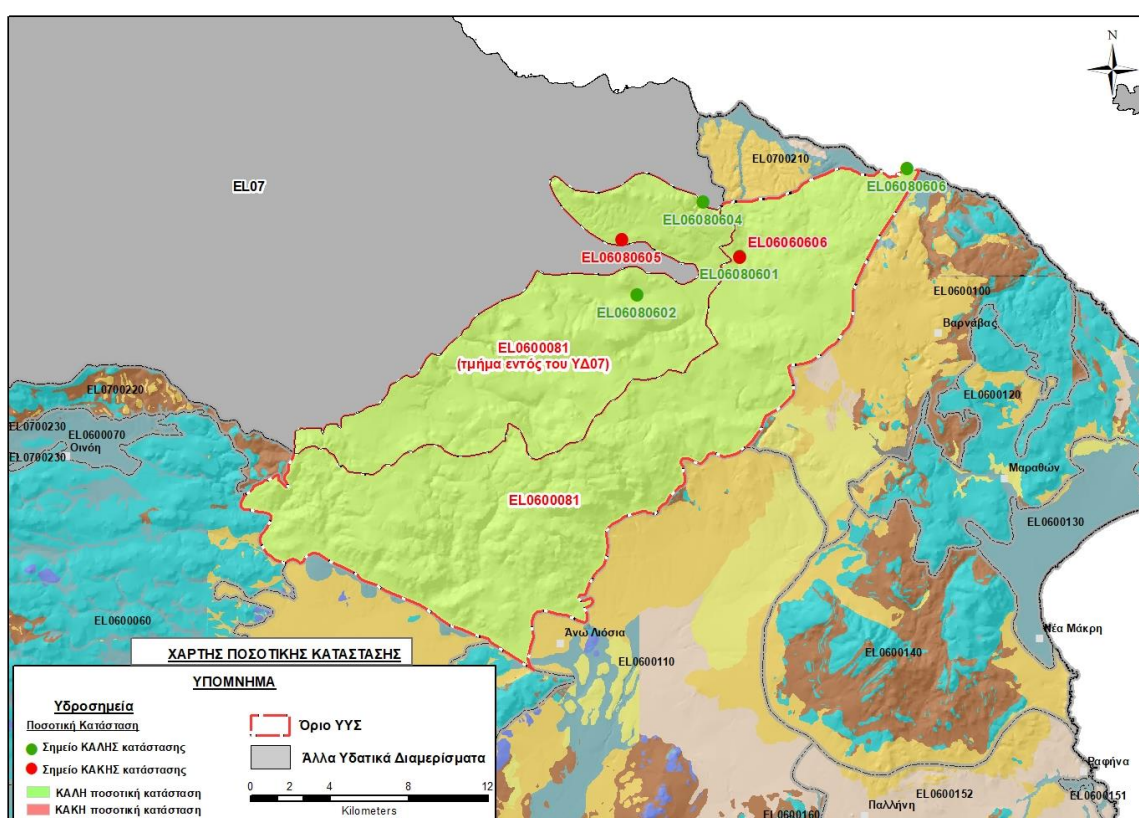 N
EL0700210
EL06080606
EL07
EL06080604
EL06060606
EL06080605
EL06080601
EL06080602
EL0600100
Βαρνάβας
EL0600081
(τμήμα εντός του ΥΔ07)
EL0700220
EL0600120
EL0700230
EL0600070
Οινόη
EL0700230
Μαραθών
EL0600081
EL0600130
EL0600060
Άνω Λιόσια
Νέα Μάκρη
EL0600110
EL0600140
ΧΑΡΤΗΣ ΠΟΣΟΤΙΚΗΣ ΚΑΤΑΣΤΑΣΗΣ
ΥΠΟΜΝΗΜΑ
Υδροσημεία
Ποσοτική Κατάσταση
Σημείο ΚΑΛΗΣ κατάστασης
Σημείο ΚΑΚΗΣ κατάστασης
ΚΑΛΗ ποσοτική κατάσταση
ΚΑΚΗ ποσοτική κατάσταση
Όριο ΥΥΣ
Άλλα Υδατικά Διαμερίσματα
0 2 4 8 12
Kilometers
Ραφήνα
EL0600152
EL0600151
Παλλήνη
EL0600160